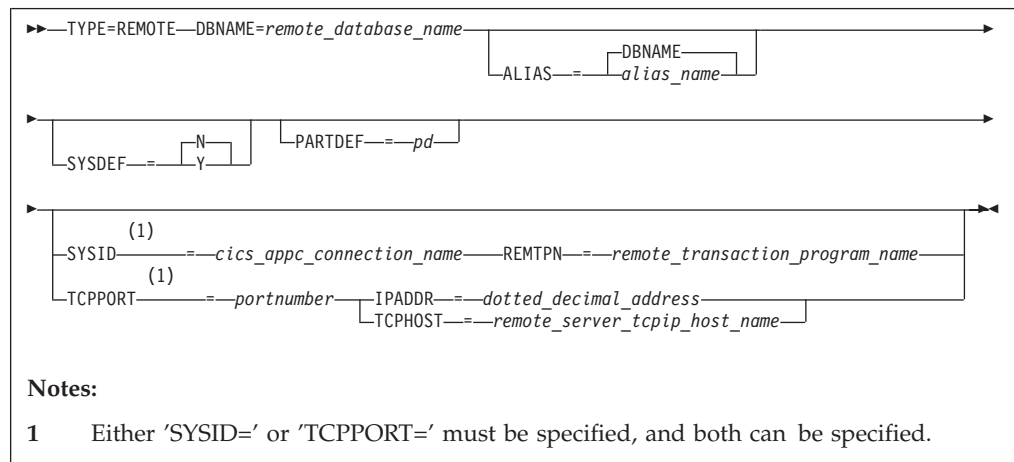 TYPE=REMOTE DBNAME=remote_database_name
DBNAME
ALIAS = alias_name
N
SYSDEF = Y
PARTDEF = pd
(1)
SYSID = cics_appc_connection_name REMTPN = remote_transaction_program_name
(1)
TCPPORT = portnumber IPADDR = dotted_decimal_address
TCPHOST = remote_server_tcpip_host_name
Notes:
1 Either ’SYSID=’ or ’TCPPORT=’ must be specified, and both can be specified.